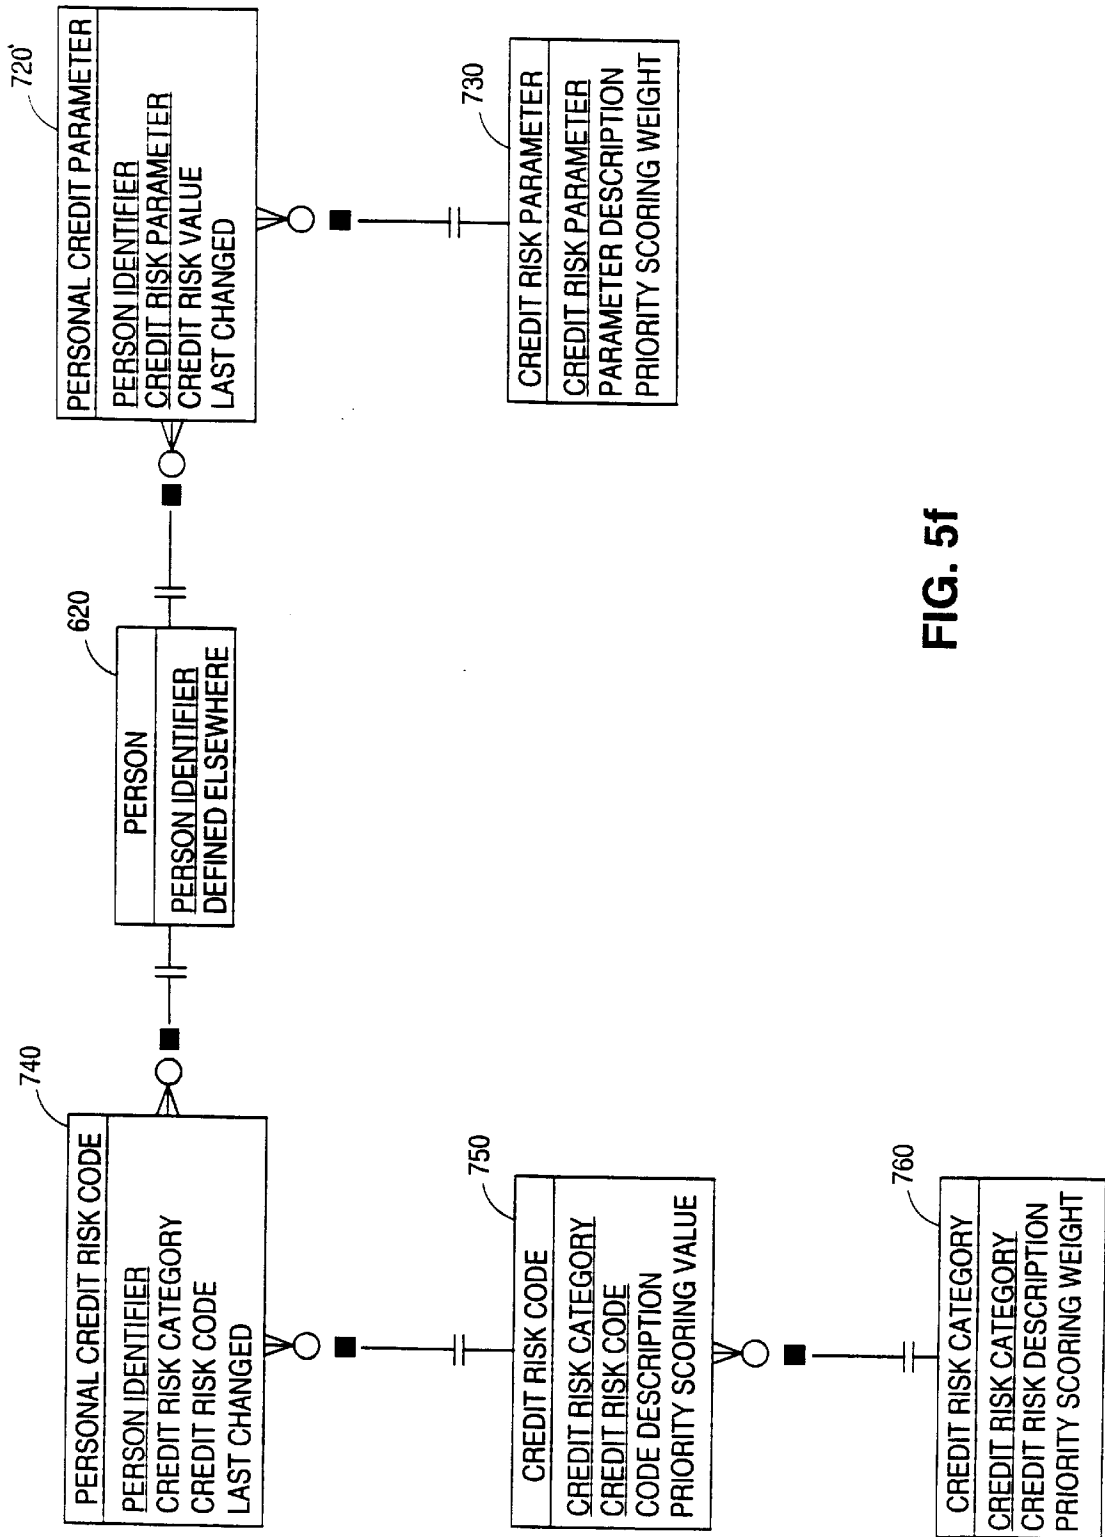 740
PERSONAL CREDIT RISK CODE
PERSON IDENTIFIER
CREDIT RISK CATEGORY
CREDIT RISK CODE
LAST CHANGED
620
PERSON
PERSON IDENTIFIER
DEFINED ELSEWHERE
720'
PERSONAL CREDIT PARAMETER
PERSON IDENTIFIER
CREDIT RISK PARAMETER
CREDIT RISK VALUE
LAST CHANGED
750
CREDIT RISK CODE
CREDIT RISK CATEGORY
CREDIT RISK CODE
CODE DESCRIPTION
PRIORITY SCORING VALUE
730
CREDIT RISK PARAMETER
CREDIT RISK PARAMETER
PARAMETER DESCRIPTION
PRIORITY SCORING WEIGHT
760
CREDIT RISK CATEGORY
CREDIT RISK CATEGORY
CREDIT RISK DESCRIPTION
PRIORITY SCORING WEIGHT
FIG. 5f